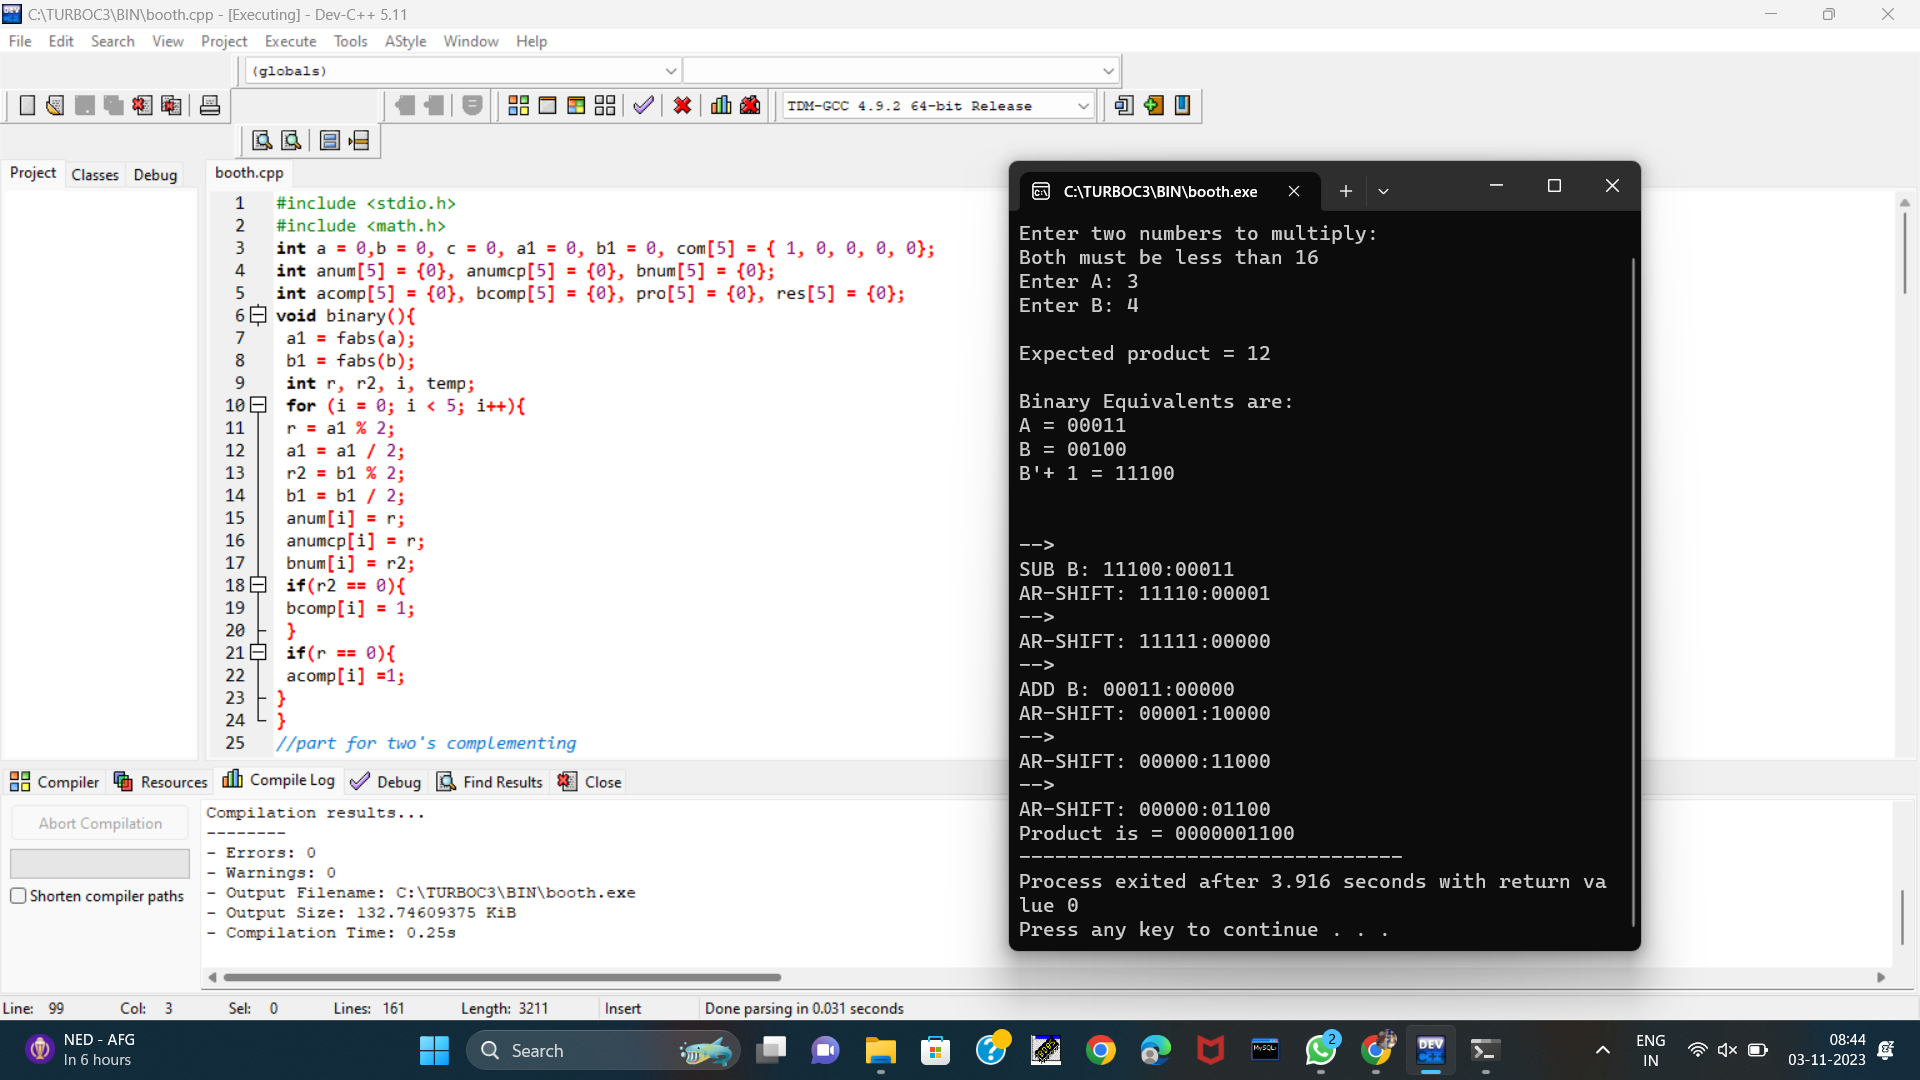 C:\TURBOC3\BIN\booth.cpp - [Executing] - Dev-C++ 5.11
File Edit Search View Project Execute Tools AStyle Window Help
(globals)
TDM-GCC 4.9.2 64-bit Release
Project Classes Debug
booth.cpp
1 #include <stdio.h>
2 #include <math.h>
3 int a = 0,b = 0, c = 0, a1 = 0, b1 = 0, com[5] = { 1, 0, 0, 0, 0};
4 int anum[5] = {0}, anumcp[5] = {0}, bnum[5] = {0};
5 int acomp[5] = {0}, bcomp[5] = {0}, pro[5] = {0}, res[5] = {0};
6 void binary(){
7 a1 = fabs(a);
8 b1 = fabs(b);
9 int r, r2, i, temp;
10 for (i = 0; i < 5; i++){
11 r = a1 % 2;
12 a1 = a1 / 2;
13 r2 = b1 % 2;
14 b1 = b1 / 2;
15 anum[i] = r;
16 anumcp[i] = r;
17 bnum[i] = r2;
18 if(r2 == 0){
19 bcomp[i] = 1;
20 }
21 if(r == 0){
22 acomp[i] =1;
23 }
24 }
25 //part for two's complementing
C:\TURBOC3\BIN\booth.exe
Enter two numbers to multiply:
Both must be less than 16
Enter A: 3
Enter B: 4
Expected product = 12
Binary Equivalents are:
A = 00011
B = 00100
B'+ 1 = 11100
-->
SUB B: 11100:00011
AR-SHIFT: 11110:00001
-->
AR-SHIFT: 11111:00000
-->
ADD B: 00011:00000
AR-SHIFT: 00001:10000
-->
AR-SHIFT: 00000:11000
-->
AR-SHIFT: 00000:01100
Product is = 0000001100
--------------------------------
Process exited after 3.916 seconds with return va
lue 0
Press any key to continue . . .
Compiler Resources Compile Log Debug Find Results Close
Abort Compilation
Shorten compiler paths
Compilation results...
--------
- Errors: 0
- Warnings: 0
- Output Filename: C:\TURBOC3\BIN\booth.exe
- Output Size: 132.74609375 KiB
- Compilation Time: 0.25s
Line: 99 Col: 3 Sel: 0 Lines: 161 Length: 3211 Insert Done parsing in 0.031 seconds
NED - AFG
In 6 hours
Search
MySQL
2
DEV
C++
ENG
IN
08:44
03-11-2023